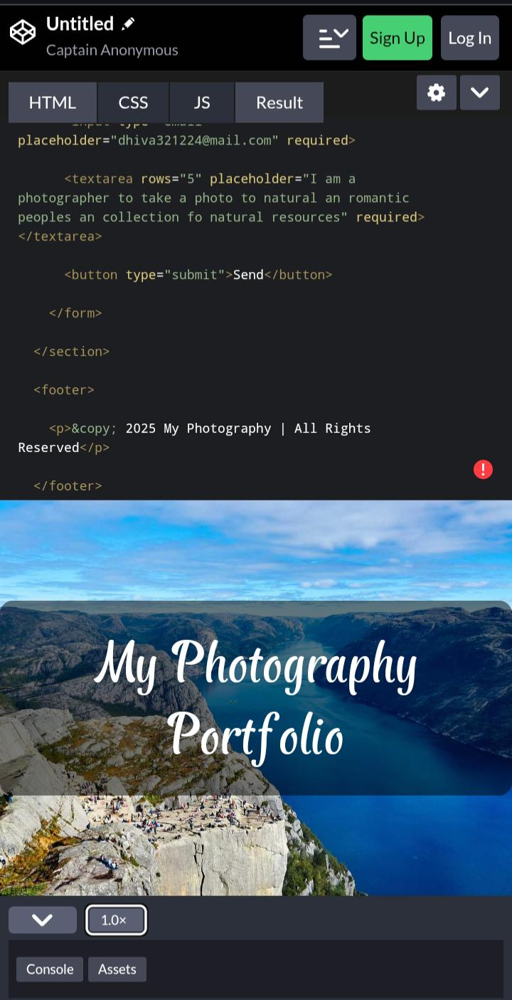 Untitled
Captain Anonymous
Sign Up
Log In
HTML
CSS
JS
Result
input type="email"
placeholder="dhiva321224@mail.com" required>
<textarea rows="5" placeholder="I am a
photographer to take a photo to natural an romantic
peoples an collection fo natural resources" required>
</textarea>
<button type="submit">Send</button>
</form>
</section>
<footer>
<p>&copy; 2025 My Photography | All Rights
Reserved</p>
!
</footer>
My Photography
Portfolio
1.0×
Console
Assets